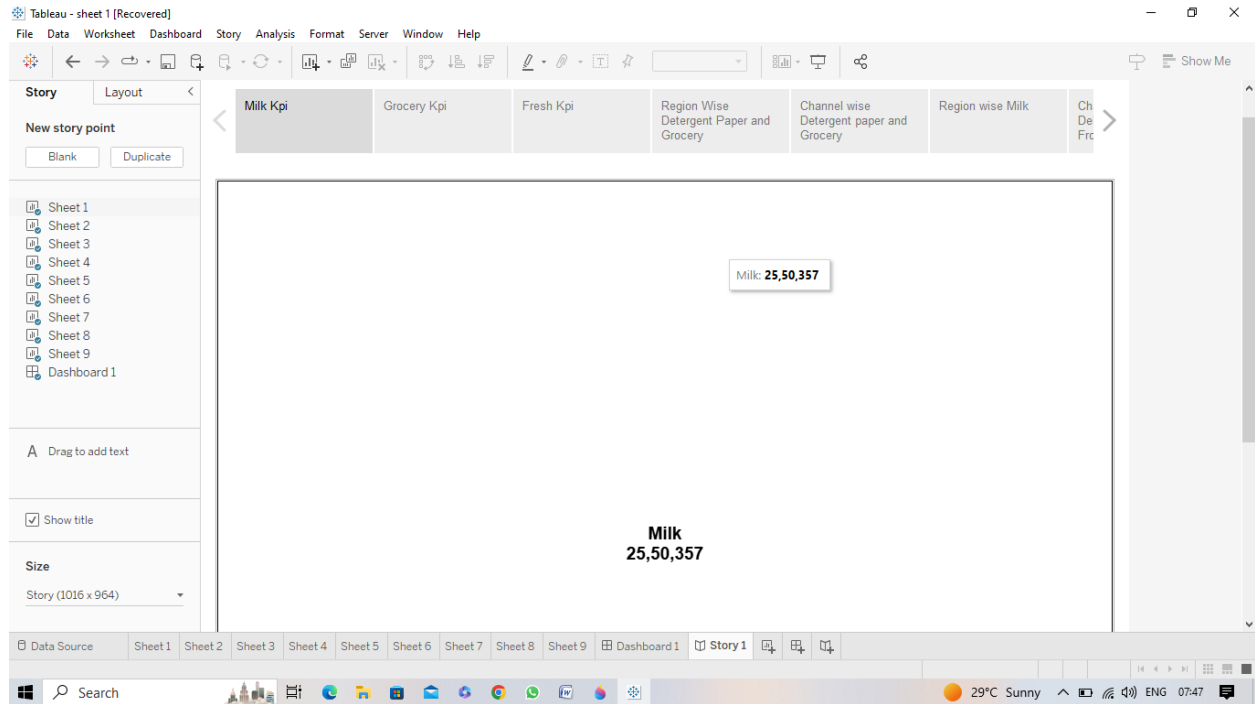 Tableau - sheet 1 [Recovered]
File Data Worksheet Dashboard Story Analysis Format Server Window Help
Show Me
Story Layout
New story point
Blank Duplicate
Sheet 1
Sheet 2
Sheet 3
Sheet 4
Sheet 5
Sheet 6
Sheet 7
Sheet 8
Sheet 9
Dashboard 1
A Drag to add text
Show title
Size
Story (1016 x 964)
Milk Kpi
Grocery Kpi
Fresh Kpi
Region Wise
Detergent Paper and
Grocery
Channel wise
Detergent paper and
Grocery
Region wise Milk
Ch
De
Fro
Milk: 25,50,357
Milk
25,50,357
Data Source Sheet 1 Sheet 2 Sheet 3 Sheet 4 Sheet 5 Sheet 6 Sheet 7 Sheet 8 Sheet 9 Dashboard 1 Story 1
Search 29°C Sunny ENG 07:47